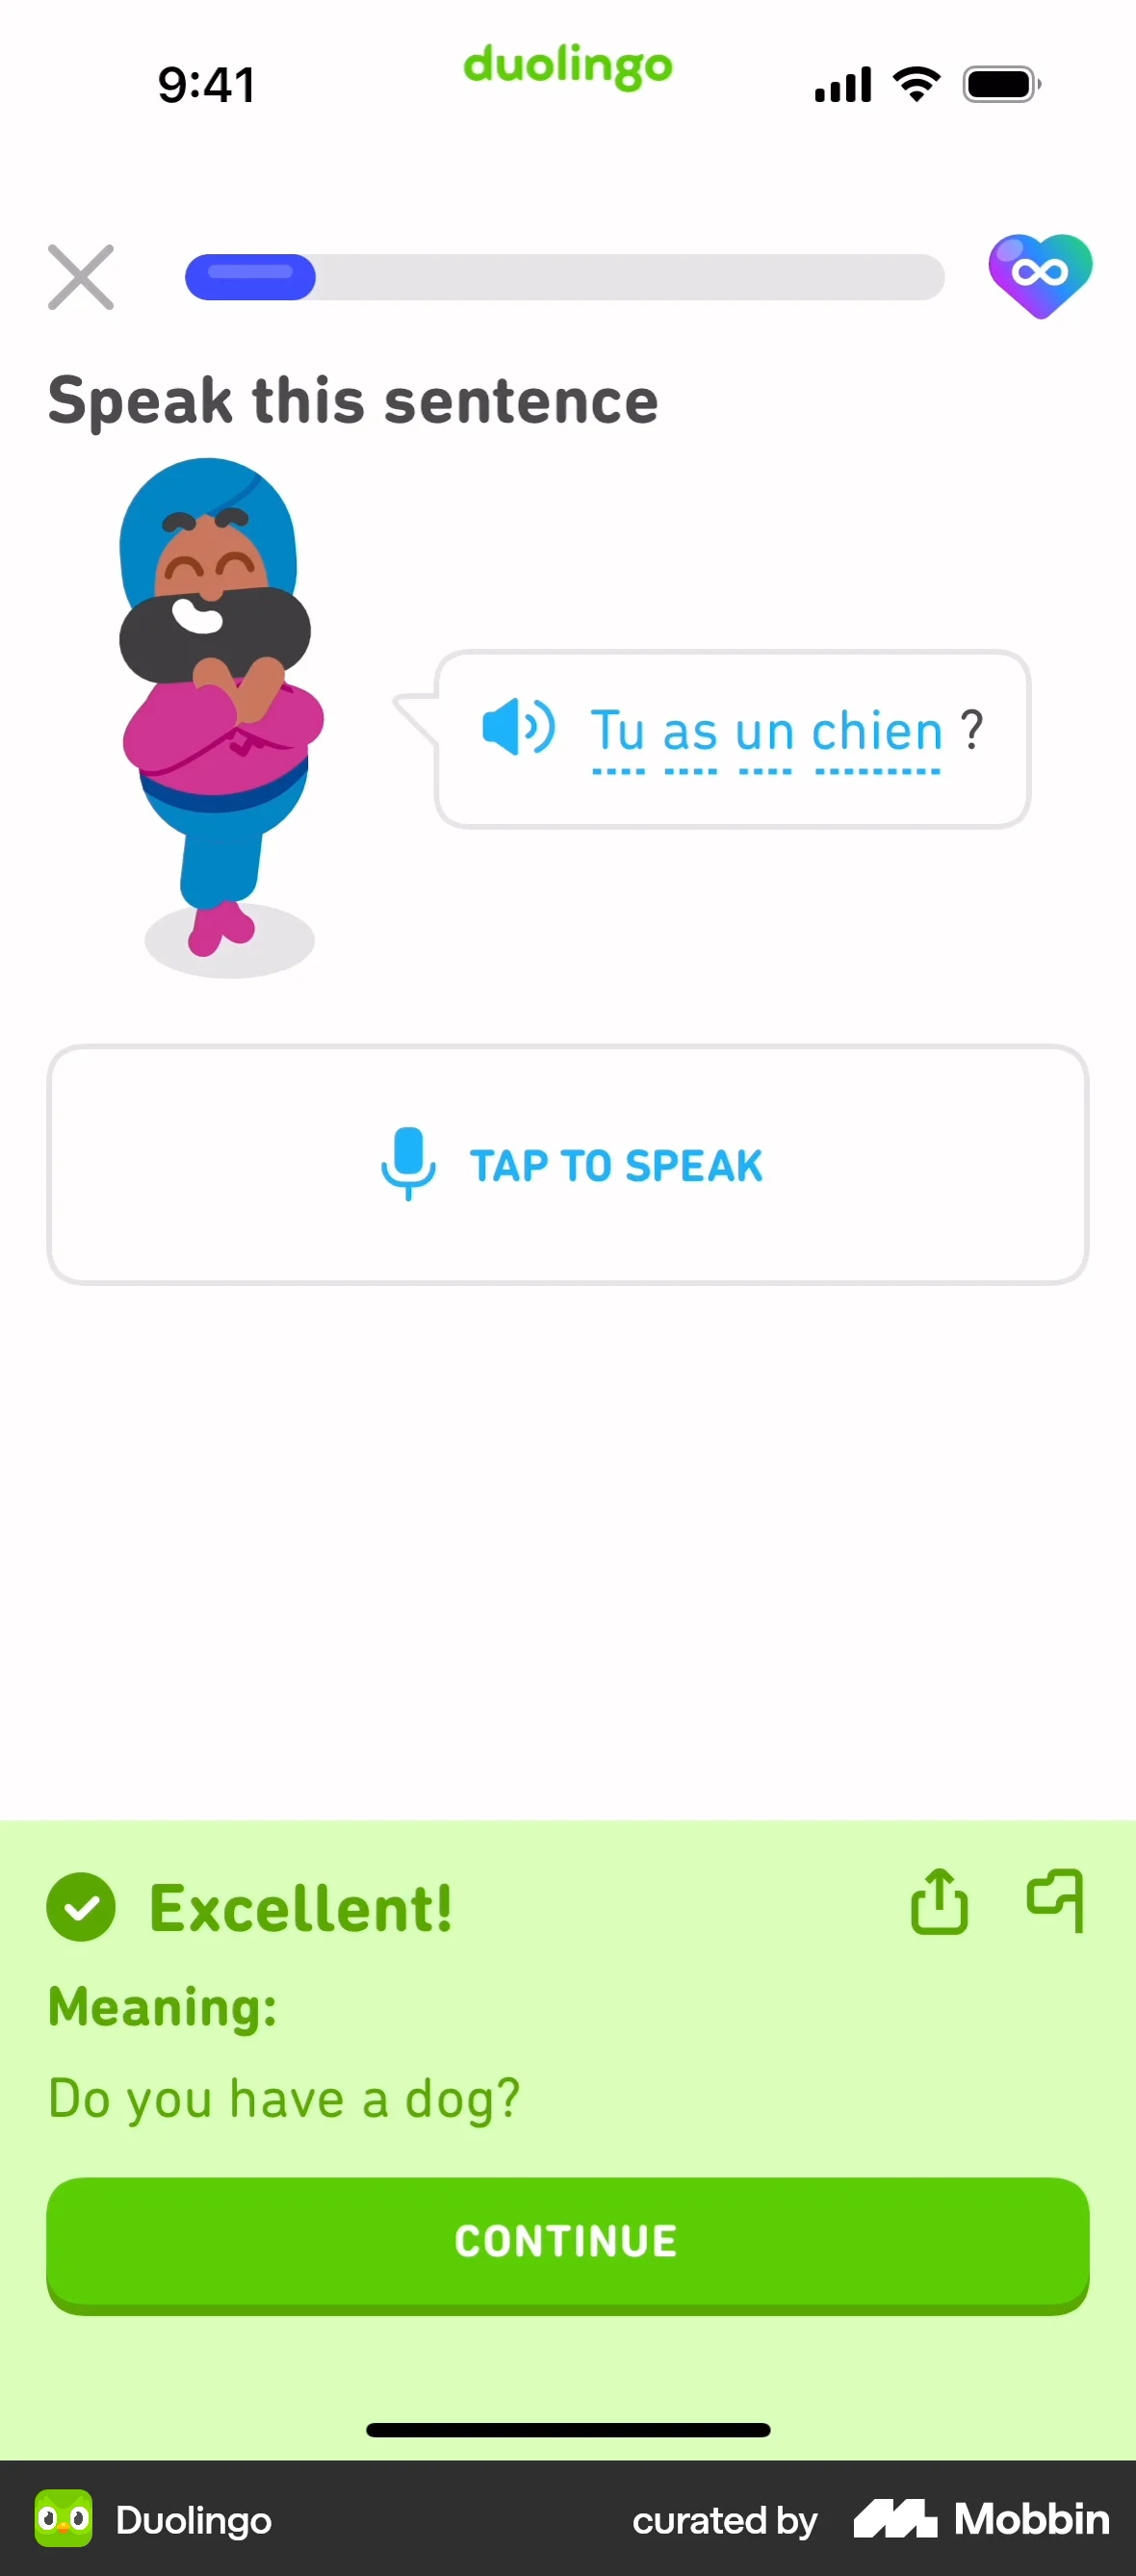 9:41
duolingo
Speak this sentence
Tu as un chien ?
TAP TO SPEAK
Excellent!
Meaning:
Do you have a dog?
CONTINUE
Duolingo
curated by Mobbin